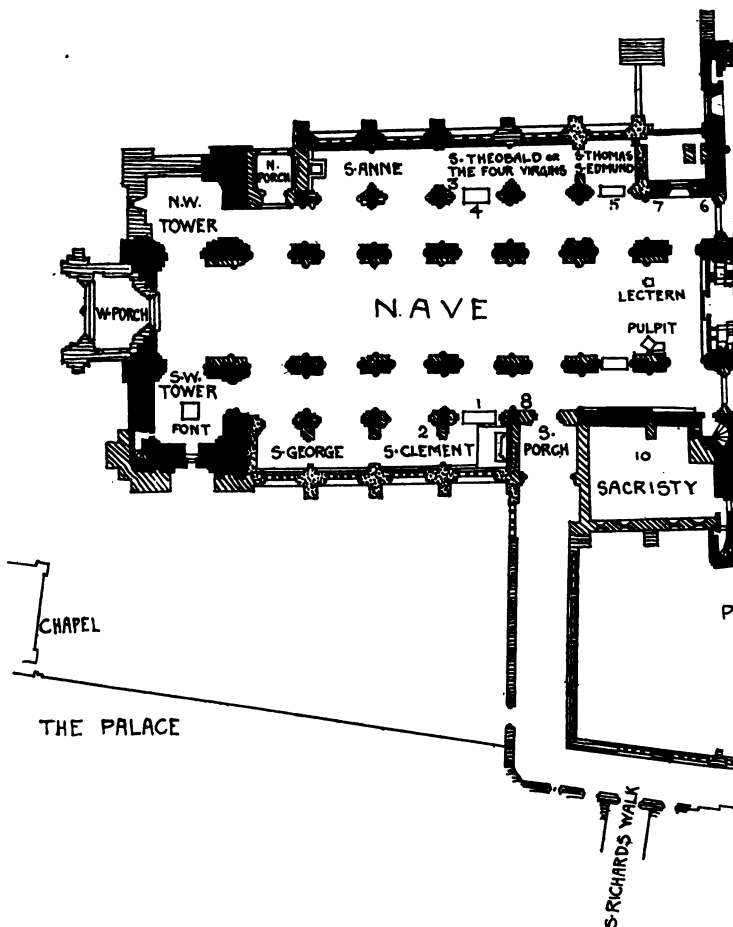 N.
PORCH
S. ANNE
S. THEOBALD OR
THE FOUR VIRGINS
S. THOMAS
S. EDMUND
3
4
5
7
6
N.W.
TOWER
W. PORCH
NAVE
LECTERN
PULPIT
S.W.
TOWER
FONT
1
8
2
S. GEORGE
S. CLEMENT
S.
PORCH
10
SACRISTY
CHAPEL
P
THE PALACE
S. RICHARDS WALK